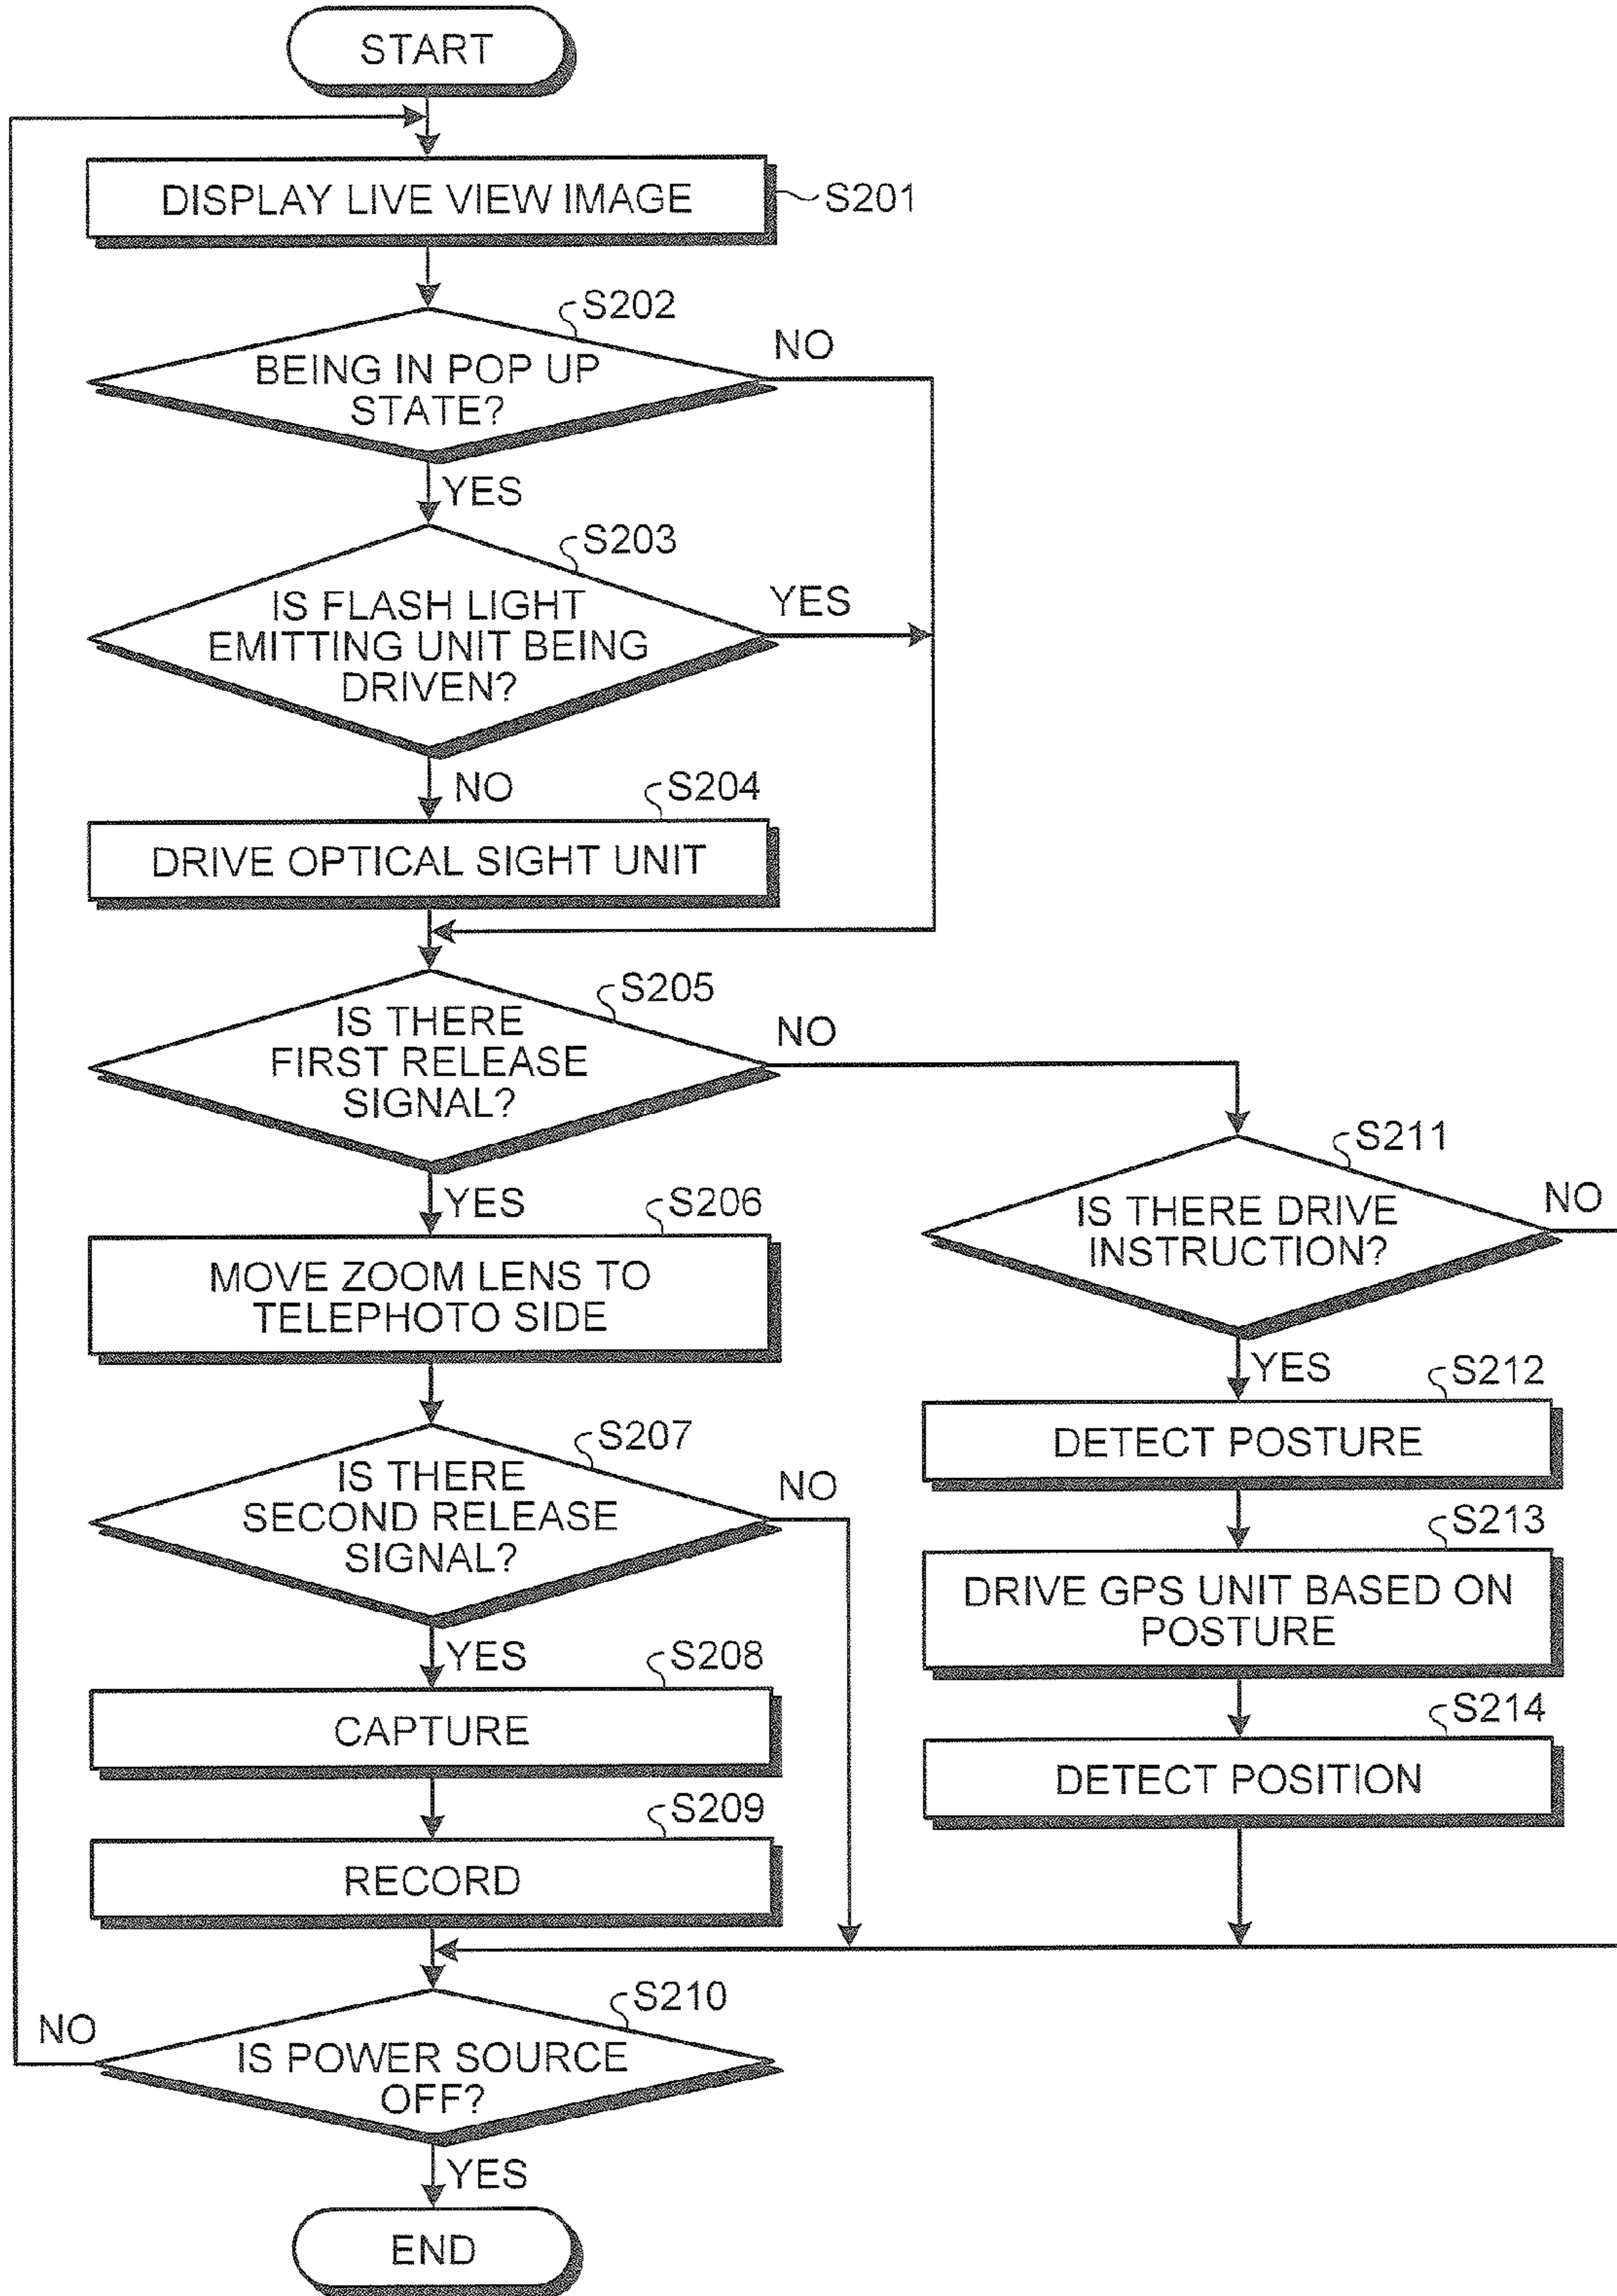 START
DISPLAY LIVE VIEW IMAGE
S201
S202
BEING IN POP UP
STATE?
NO
YES
S203
IS FLASH LIGHT
EMITTING UNIT BEING
DRIVEN?
YES
NO
S204
DRIVE OPTICAL SIGHT UNIT
S205
IS THERE
FIRST RELEASE
SIGNAL?
NO
YES
S206
MOVE ZOOM LENS TO
TELEPHOTO SIDE
S207
IS THERE
SECOND RELEASE
SIGNAL?
NO
YES
S208
CAPTURE
S209
RECORD
S211
IS THERE DRIVE
INSTRUCTION?
NO
YES
S212
DETECT POSTURE
S213
DRIVE GPS UNIT BASED ON
POSTURE
S214
DETECT POSITION
S210
IS POWER SOURCE
OFF?
NO
YES
END